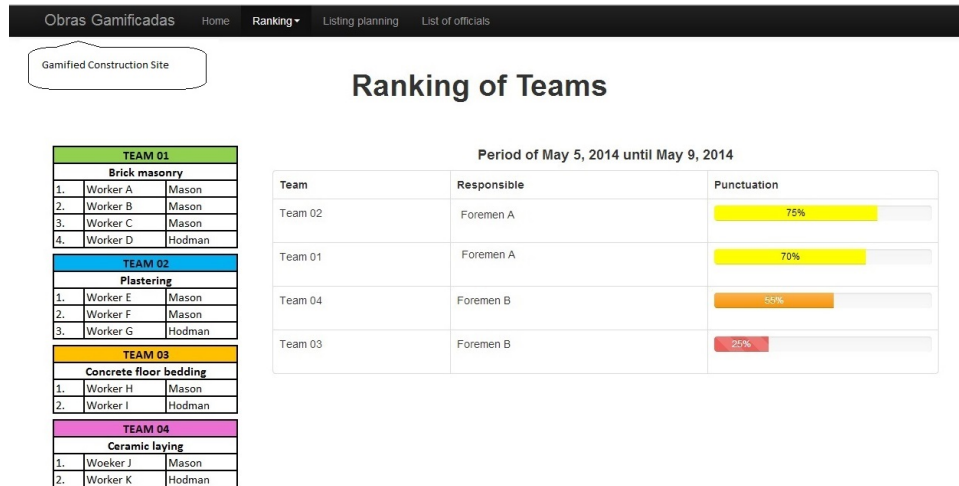 Obras Gamificadas Home Ranking Listing planning List of officials
Gamified Construction Site
Ranking of Teams
TEAM 01
Brick masonry
1. Worker A Mason
2. Worker B Mason
3. Worker C Mason
4. Worker D Hodman
TEAM 02
Plastering
1. Worker E Mason
2. Worker F Mason
3. Worker G Hodman
TEAM 03
Concrete floor bedding
1. Worker H Mason
2. Worker I Hodman
TEAM 04
Ceramic laying
1. Woeker J Mason
2. Worker K Hodman
Period of May 5, 2014 until May 9, 2014
Team Responsible Punctuation
Team 02 Foremen A 75%
Team 01 Foremen A 70%
Team 04 Foremen B 55%
Team 03 Foremen B 25%